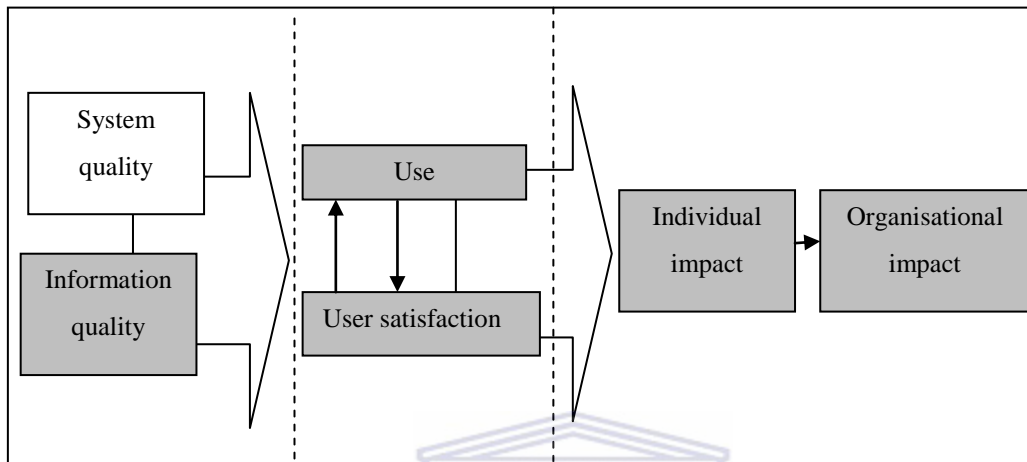 System
quality
Information
quality
Use
User satisfaction
Individual
impact
Organisational
impact